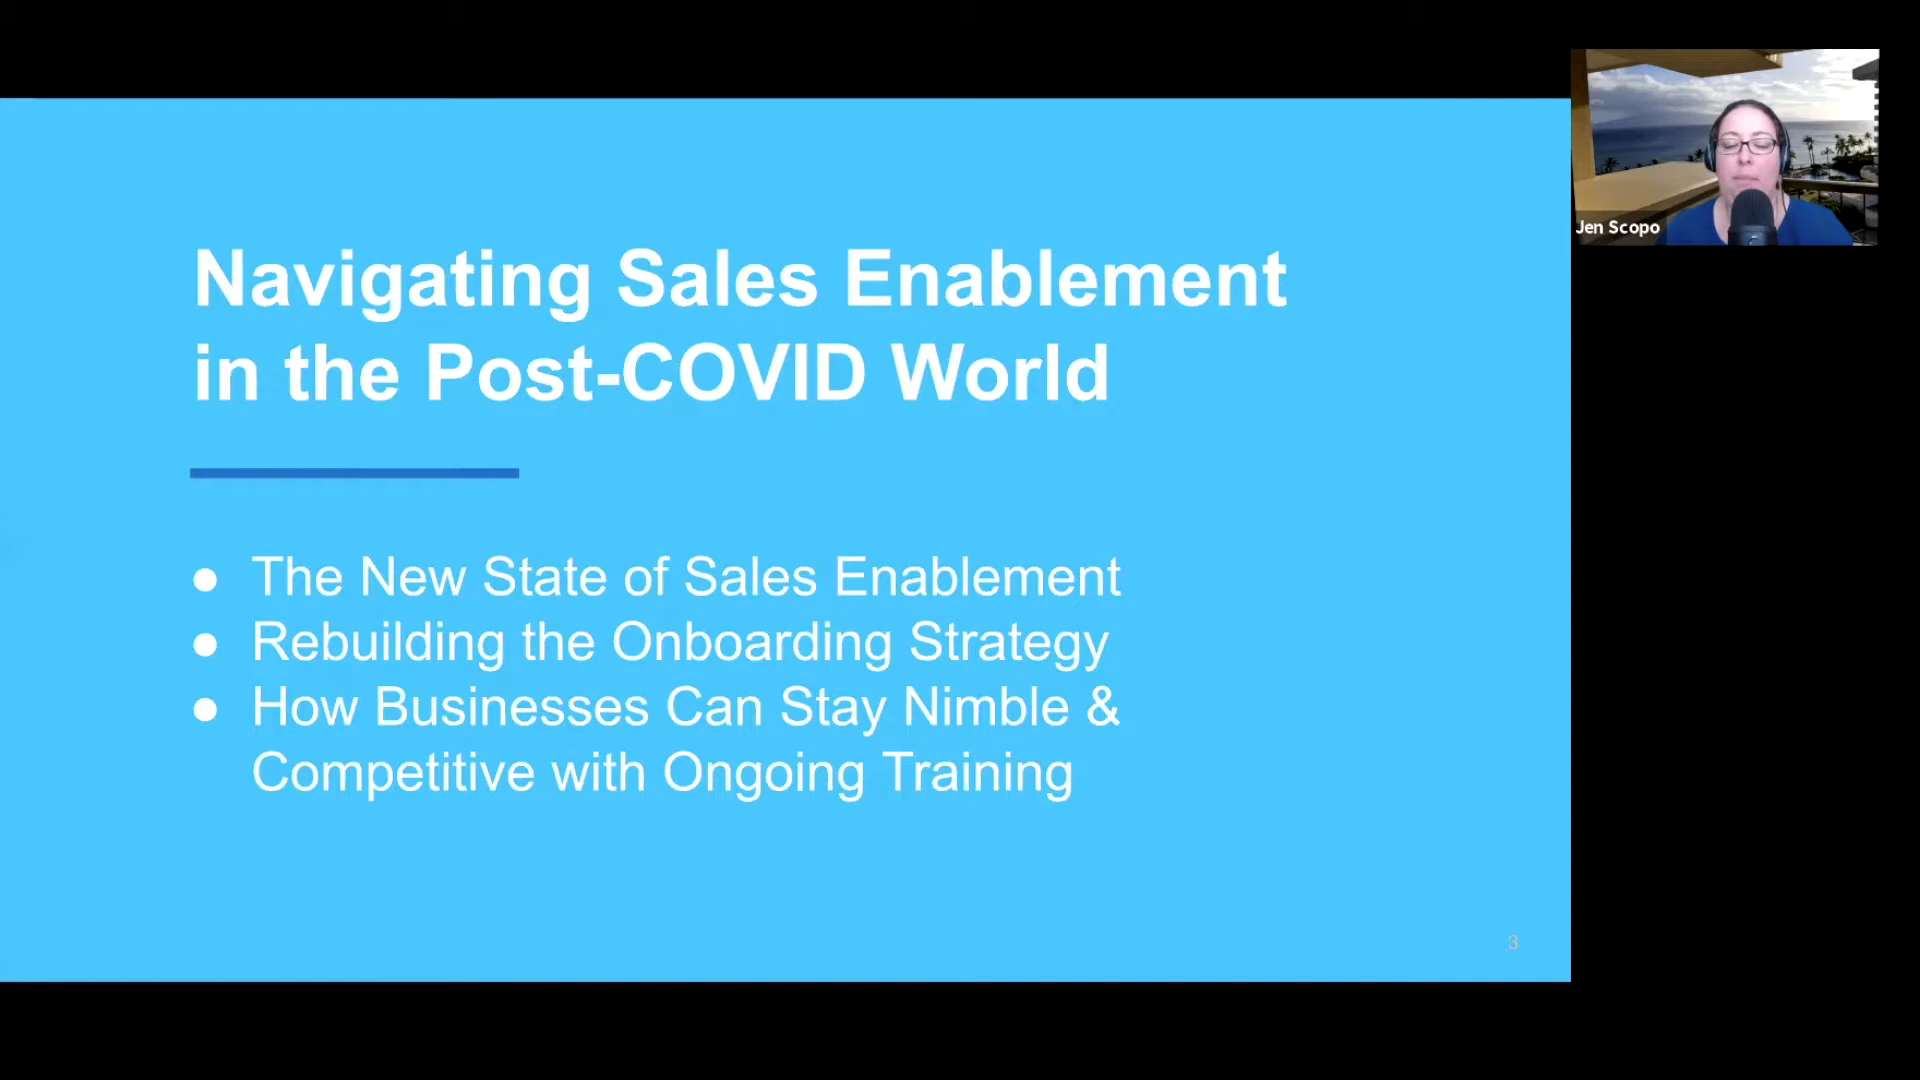 Navigating Sales Enablement
in the Post-COVID World
● The New State of Sales Enablement
● Rebuilding the Onboarding Strategy
● How Businesses Can Stay Nimble &
Competitive with Ongoing Training
3
Jen Scopo